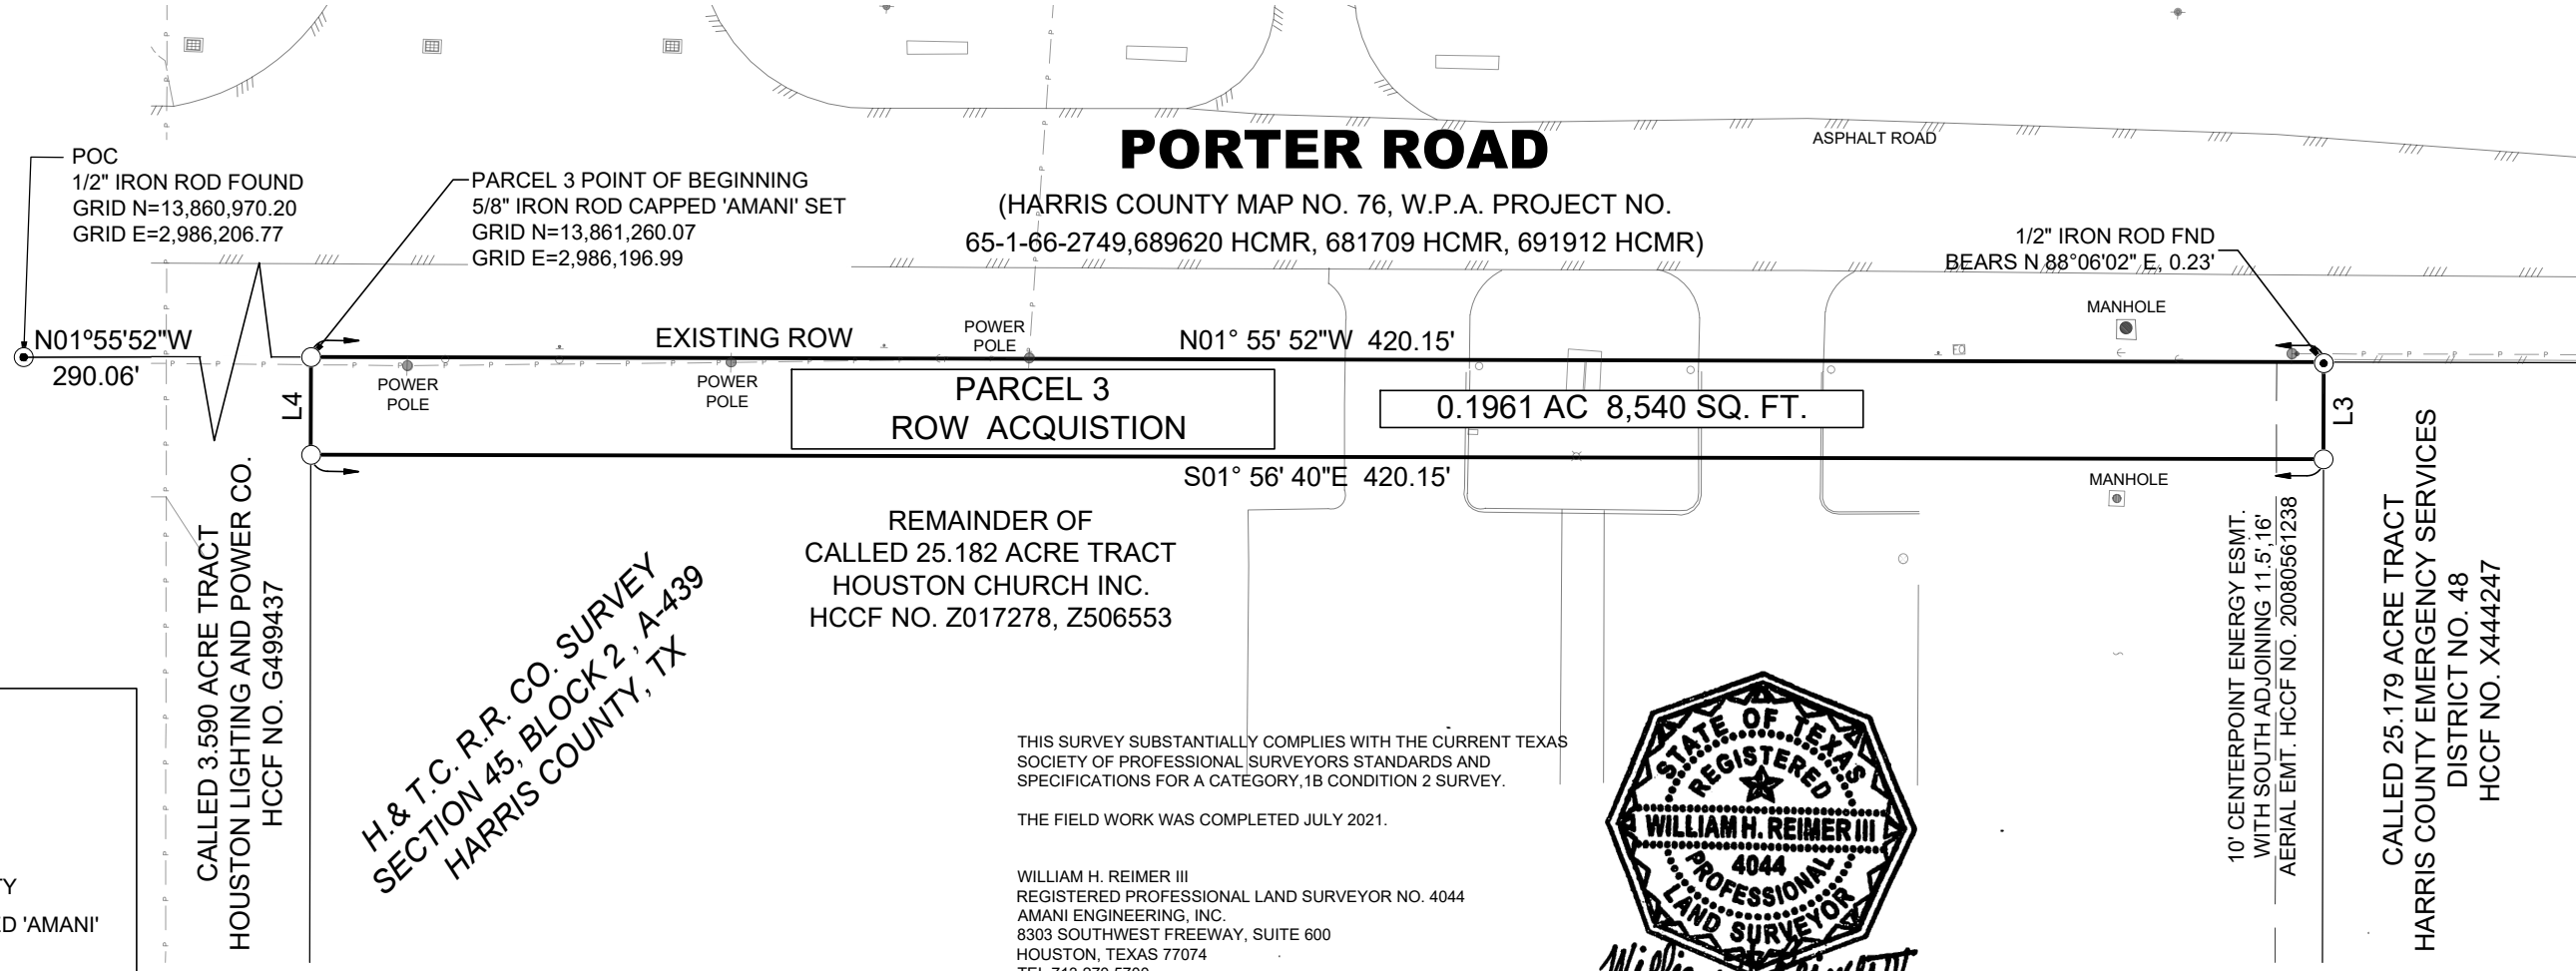 PORTER ROAD
(HARRIS COUNTY MAP NO. 76, W.P.A. PROJECT NO.
65-1-66-2749,689620 HCMR, 681709 HCMR, 691912 HCMR)
ASPHALT ROAD
POC
1/2" IRON ROD FOUND
GRID N=13,860,970.20
GRID E=2,986,206.77
PARCEL 3 POINT OF BEGINNING
5/8" IRON ROD CAPPED 'AMANI' SET
GRID N=13,861,260.07
GRID E=2,986,196.99
1/2" IRON ROD FND
BEARS N 88°06'02" E, 0.23'
MANHOLE
N01°55'52"W
290.06'
EXISTING ROW
POWER
POLE
N01° 55' 52"W 420.15'
POWER
POLE
POWER
POLE
L4
PARCEL 3
ROW ACQUISTION
0.1961 AC 8,540 SQ. FT.
L3
S01° 56' 40"E 420.15'
MANHOLE
REMAINDER OF
CALLED 25.182 ACRE TRACT
HOUSTON CHURCH INC.
HCCF NO. Z017278, Z506553
CALLED 3.590 ACRE TRACT
HOUSTON LIGHTING AND POWER CO.
HCCF NO. G499437
H.& T.C. R.R. CO. SURVEY
SECTION 45, BLOCK 2 , A-439
HARRIS COUNTY, TX
10' CENTERPOINT ENERGY ESMT.
WITH SOUTH ADJOINING 11.5',16'
AERIAL EMT. HCCF NO. 20080561238
CALLED 25.179 ACRE TRACT
HARRIS COUNTY EMERGENCY SERVICES
DISTRICT NO. 48
HCCF NO. X444247
THIS SURVEY SUBSTANTIALLY COMPLIES WITH THE CURRENT TEXAS
SOCIETY OF PROFESSIONAL SURVEYORS STANDARDS AND
SPECIFICATIONS FOR A CATEGORY,1B CONDITION 2 SURVEY.
THE FIELD WORK WAS COMPLETED JULY 2021.
WILLIAM H. REIMER III
REGISTERED PROFESSIONAL LAND SURVEYOR NO. 4044
AMANI ENGINEERING, INC.
8303 SOUTHWEST FREEWAY, SUITE 600
HOUSTON, TEXAS 77074
STATE OF TEXAS
REGISTERED
WILLIAM H. REIMER III
4044
PROFESSIONAL
LAND SURVEYOR
'AMANI'